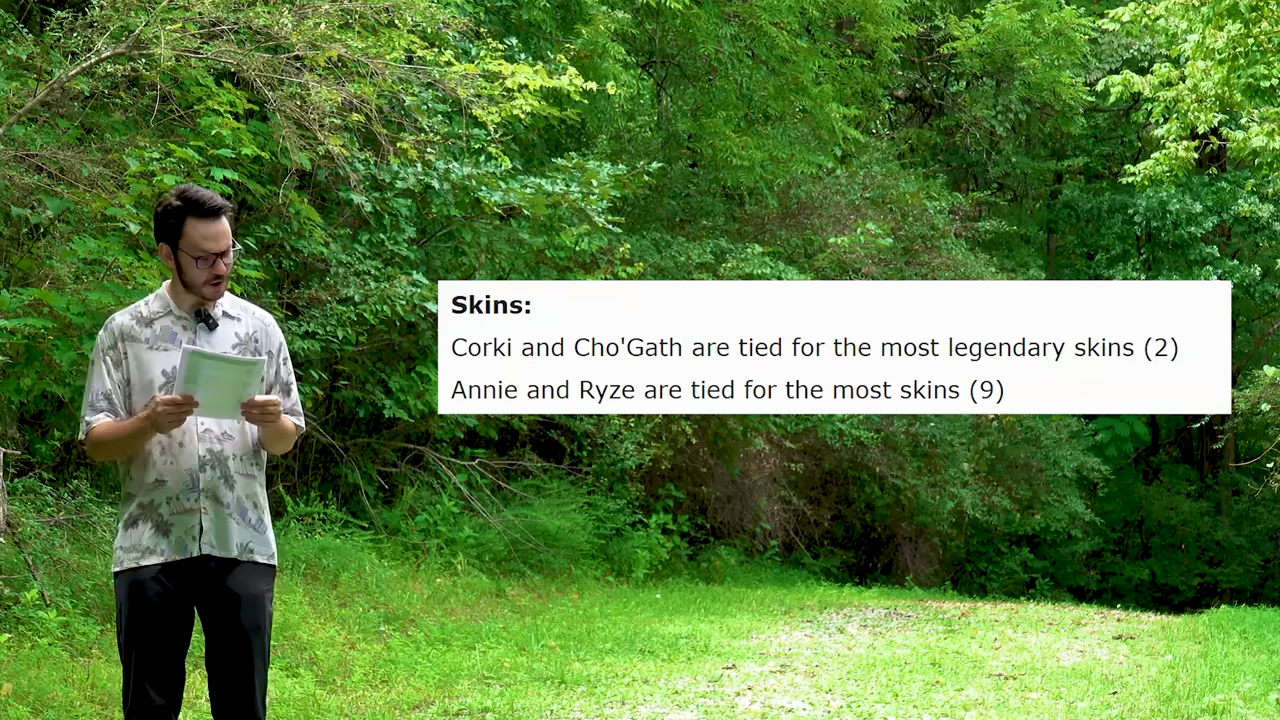 Skins:
Corki and Cho'Gath are tied for the most legendary skins (2)
Annie and Ryze are tied for the most skins (9)